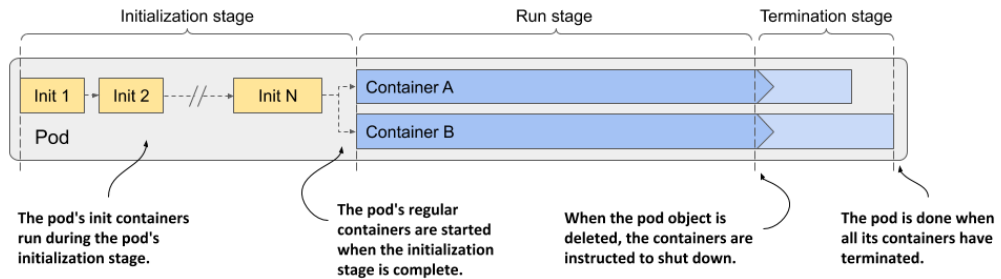 Initialization stage
Run stage
Termination stage
Init 1
Init 2
Init N
Container A
Container B
Pod
The pod's init containers
run during the pod's
initialization stage.
The pod's regular
containers are started
when the initialization
stage is complete.
When the pod object is
deleted, the containers are
instructed to shut down.
The pod is done when
all its containers have
terminated.